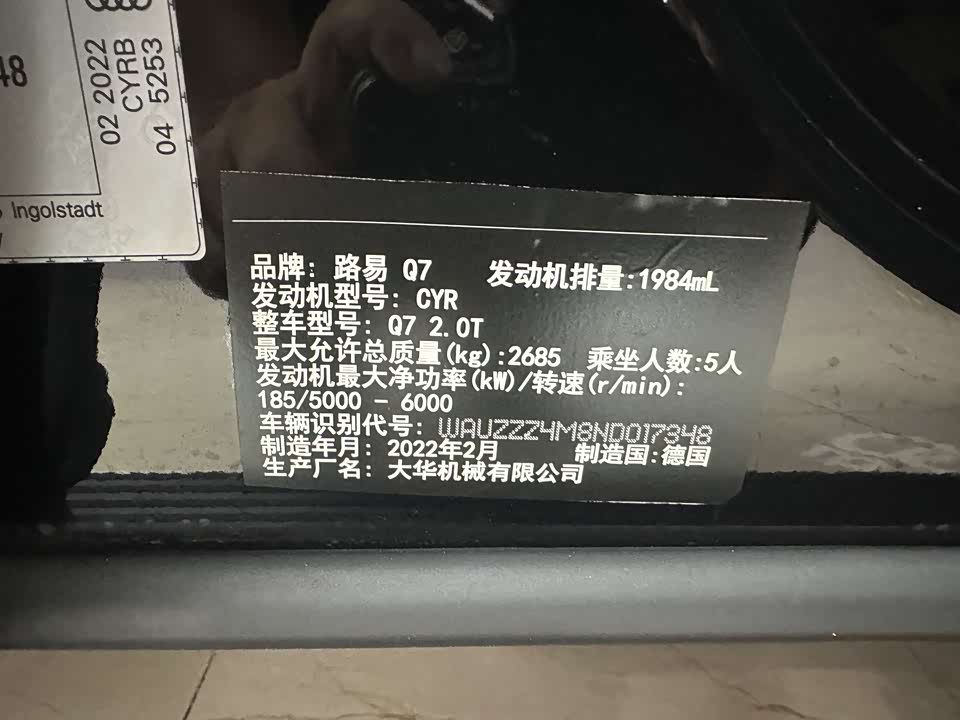 48
02 2022
CYRB
04 5253
Ingolstadt
品牌: 路易 Q7 发动机排量:1984mL
发动机型号: CYR
整车型号: Q7 2.0T
最大允许总质量(kg):2685 乘坐人数:5人
发动机最大净功率(kW)/转速(r/min):
185/5000 - 6000
车辆识别代号: WAUZZZ4M8ND017348
制造年月: 2022年2月 制造国:德国
生产厂名: 大华机械有限公司